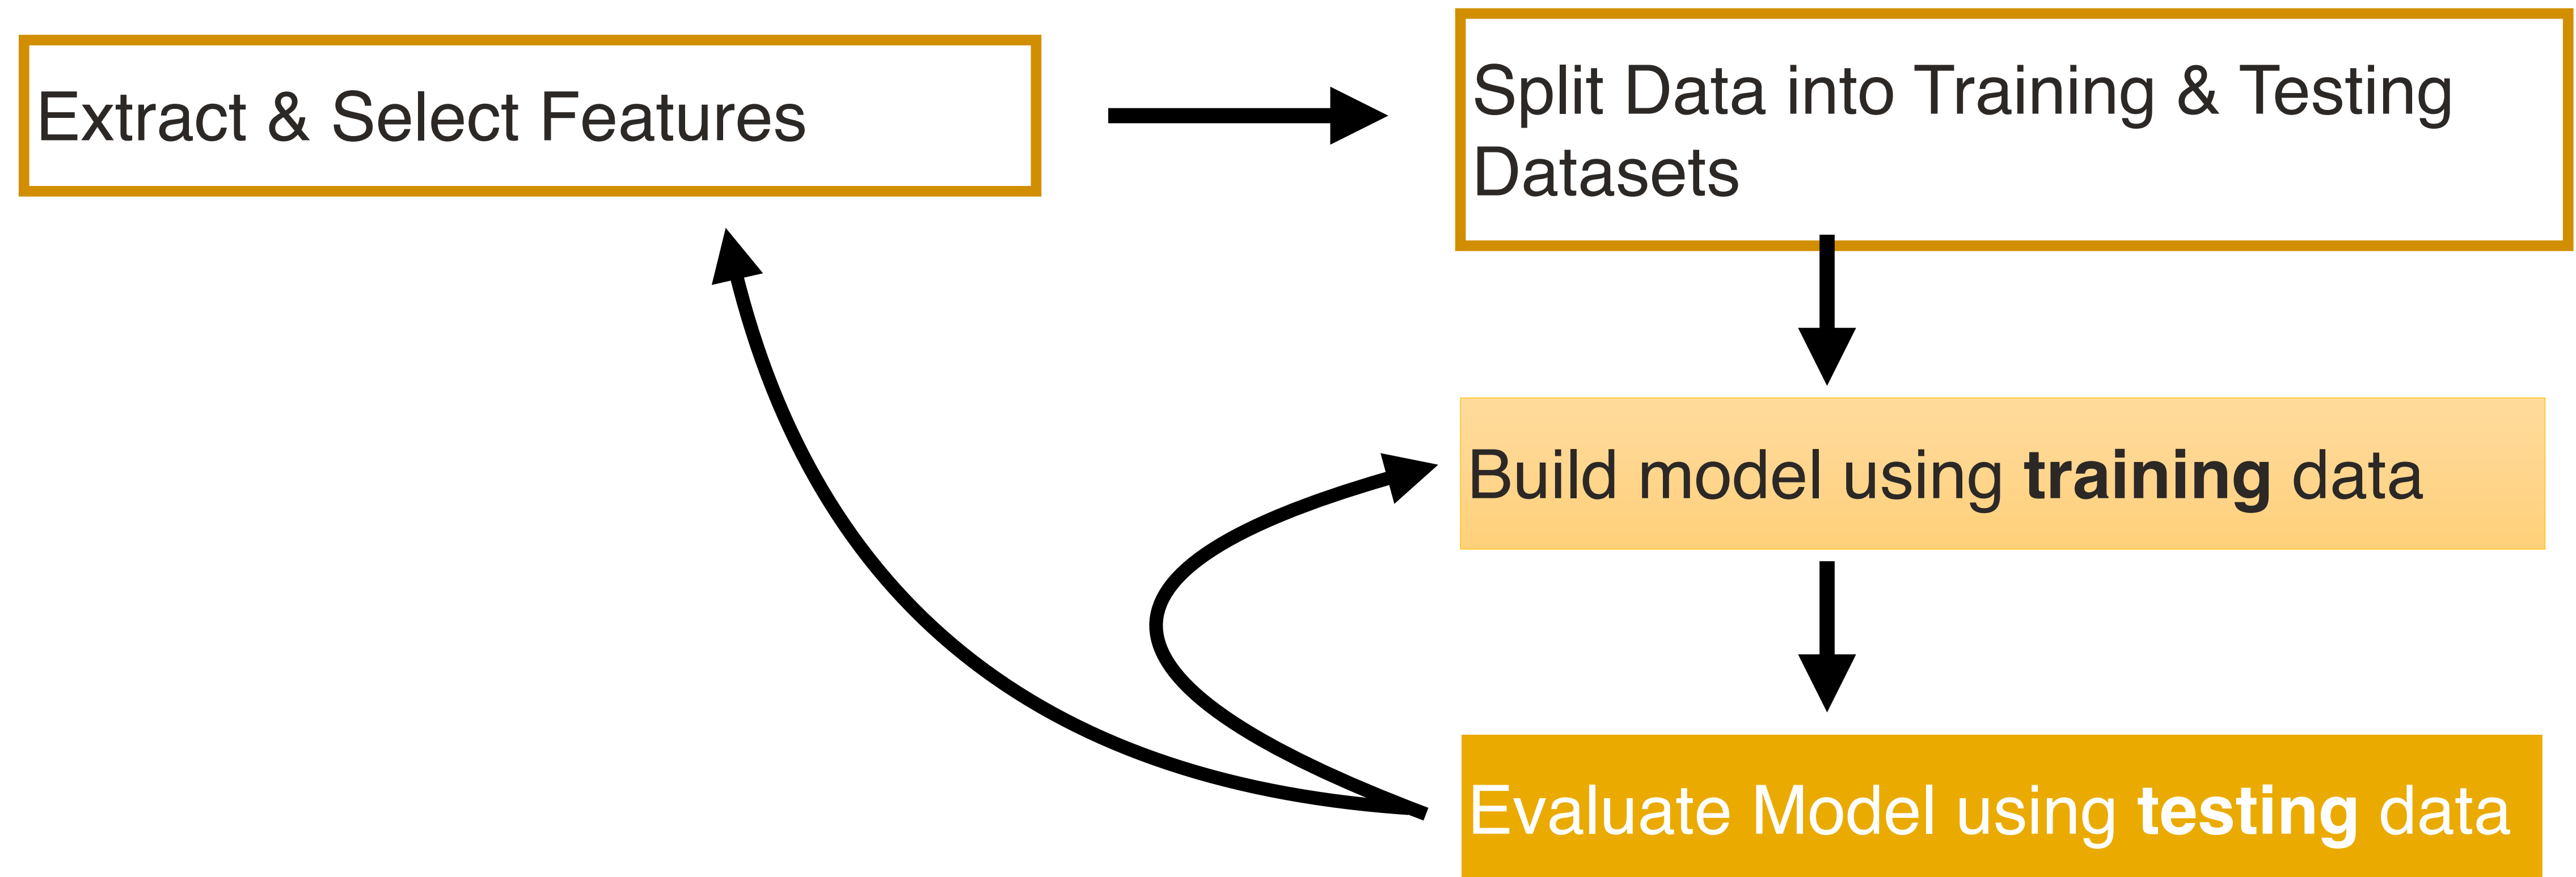 Extract & Select Features
Split Data into Training & Testing
Datasets
Build model using training data
Evaluate Model using testing data